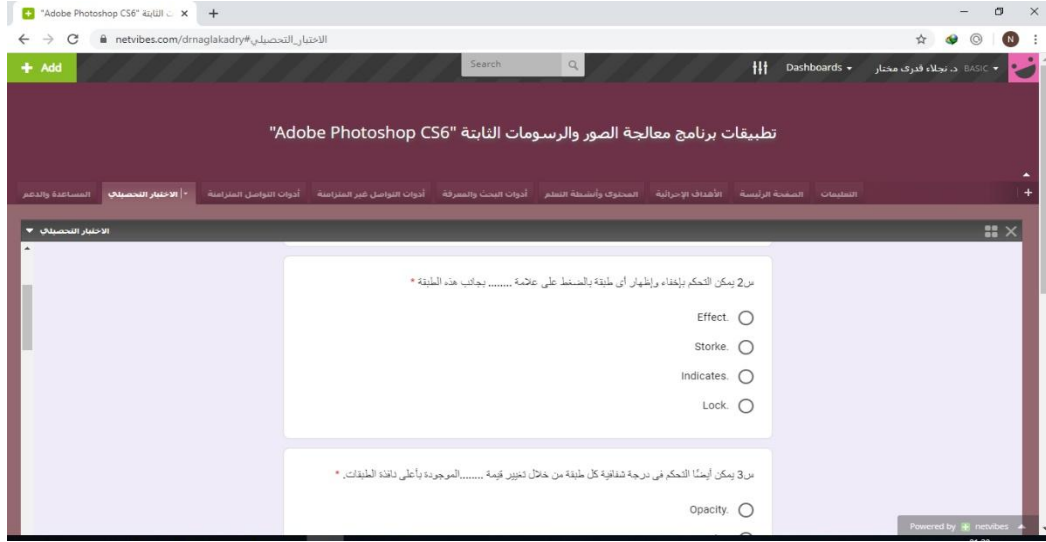 "Adobe Photoshop CS6"
netvibes.com/drnaglakadry#الاختبار_التحصيلي
+ Add
Search
Dashboards
BASIC د. نجلاء قدرى مختار
تطبيقات برنامج معالجة الصور والرسومات الثابتة "Adobe Photoshop CS6"
التعليمات الصفحة الرئيسة الأهداف الإجرائية المحتوى وأنشطة التعلم أدوات البحث والمعرفة أدوات التواصل غير المتزامنة أدوات التواصل المتزامنة الاختبار التحصيلي المساعدة والدعم
الاختبار التحصيلي
س2 يمكن التحكم بإخفاء وإظهار أى طبقة بالضغط على علامة ........ بجانب هذه الطبقة *
Effect.
Storke.
Indicates.
Lock.
س3 يمكن أيضًا التحكم فى درجة شفافية كل طبقة من خلال تغيير قيمة ........الموجودة بأعلى نافذة الطبقات. *
Opacity.
Powered by netvibes